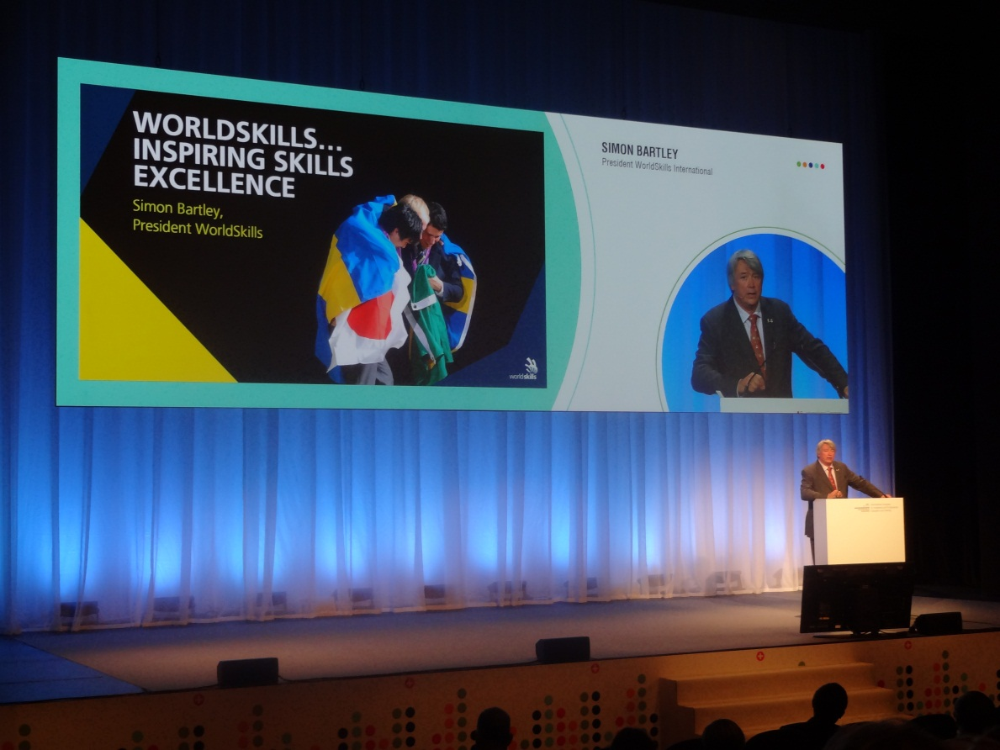 WORLDSKILLS...
INSPIRING SKILLS
EXCELLENCE
Simon Bartley,
President WorldSkills
worldskills
SIMON BARTLEY
President WorldSkills International